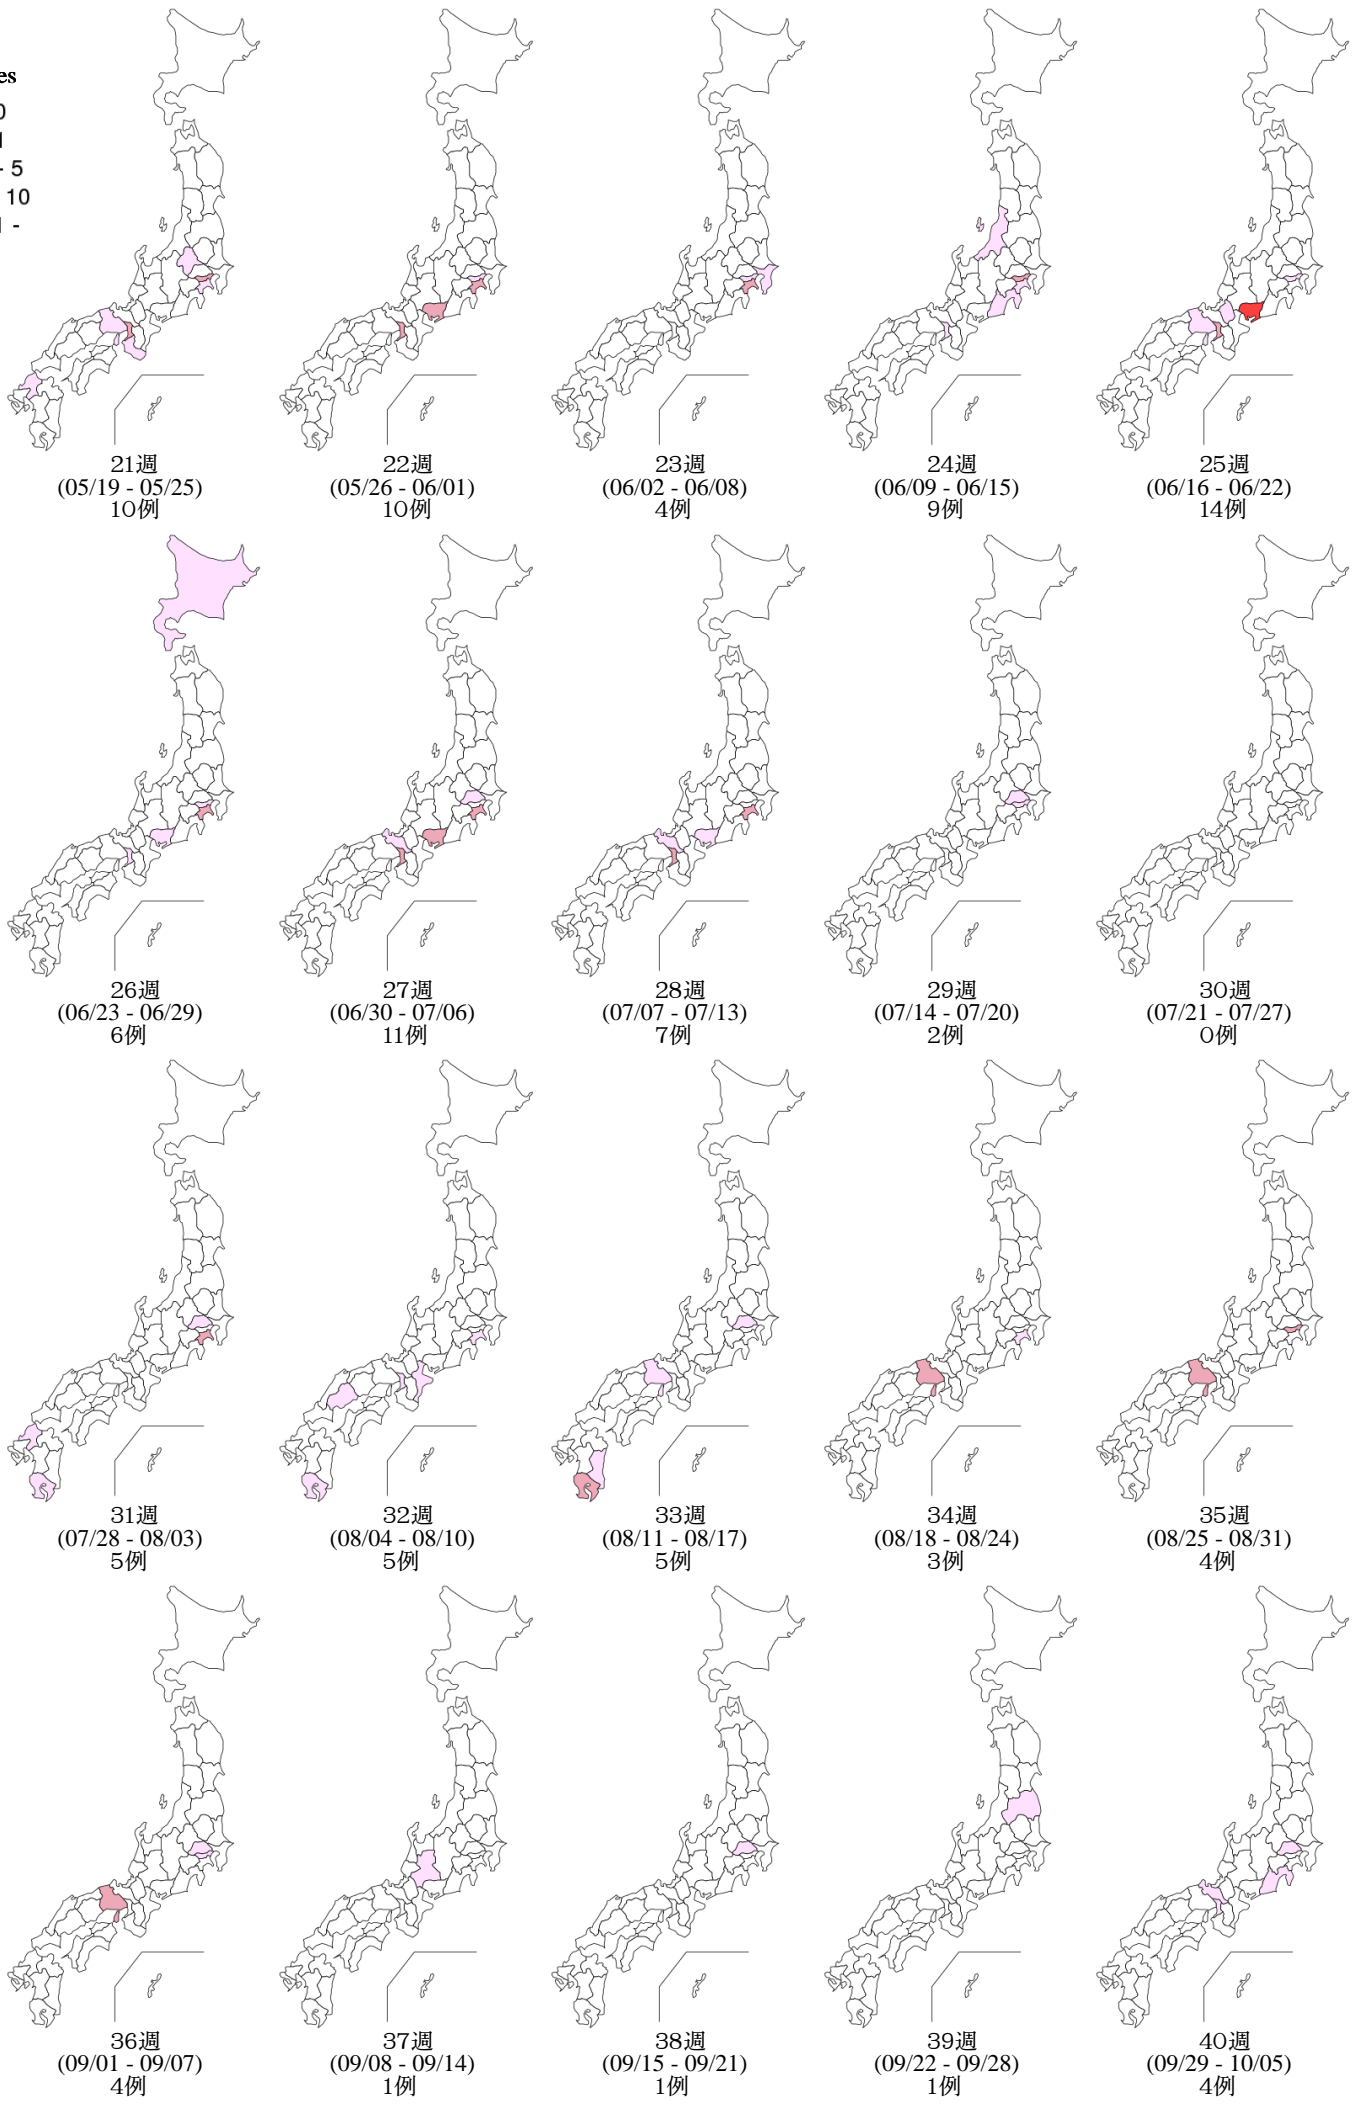 es
0
1
- 5
10
-
21週
(05/19 - 05/25)
10例
22週
(05/26 - 06/01)
10例
23週
(06/02 - 06/08)
4例
24週
(06/09 - 06/15)
9例
25週
(06/16 - 06/22)
14例
26週
(06/23 - 06/29)
6例
27週
(06/30 - 07/06)
11例
28週
(07/07 - 07/13)
7例
29週
(07/14 - 07/20)
2例
30週
(07/21 - 07/27)
0例
31週
(07/28 - 08/03)
5例
32週
(08/04 - 08/10)
5例
33週
(08/11 - 08/17)
5例
34週
(08/18 - 08/24)
3例
35週
(08/25 - 08/31)
4例
36週
(09/01 - 09/07)
4例
37週
(09/08 - 09/14)
1例
38週
(09/15 - 09/21)
1例
39週
(09/22 - 09/28)
1例
40週
(09/29 - 10/05)
4例